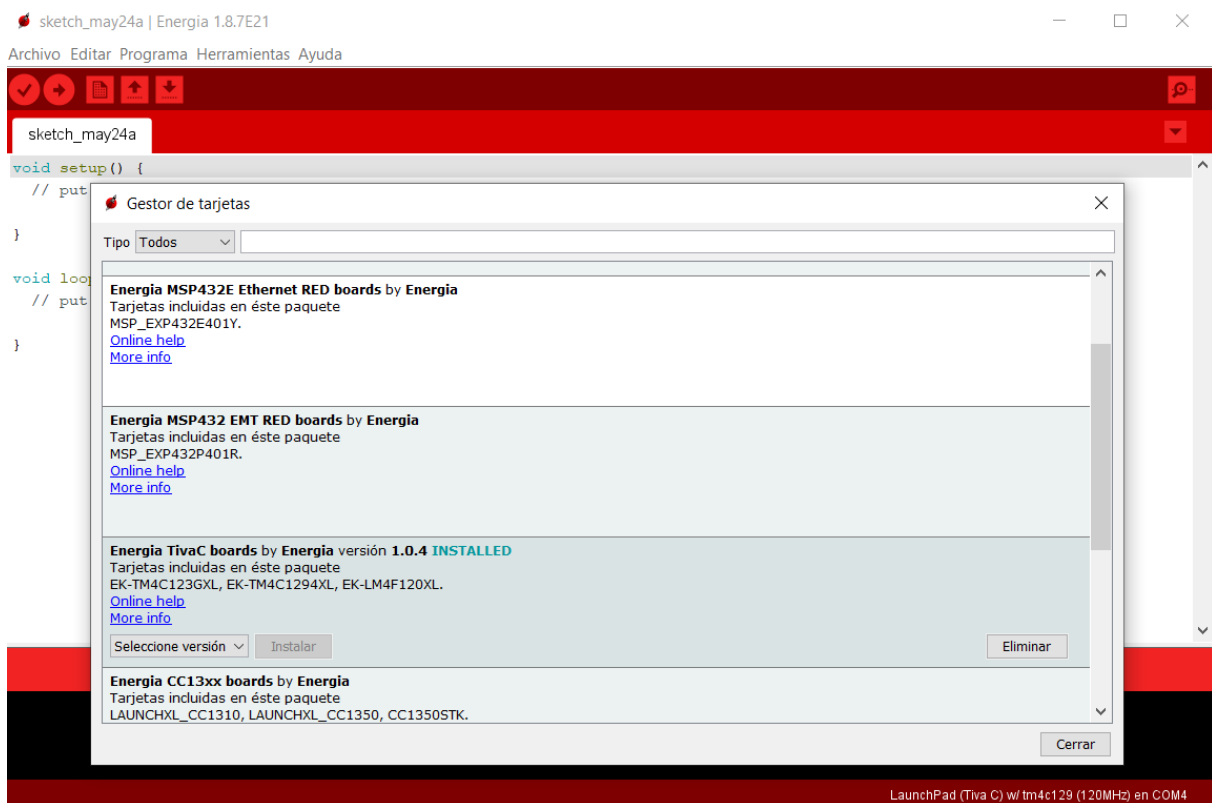 sketch_may24a | Energia 1.8.7E21
Archivo Editar Programa Herramientas Ayuda
sketch_may24a
void setup() {
// put
}
void loop
// put
}
Gestor de tarjetas
Tipo Todos
Energia MSP432E Ethernet RED boards by Energia
Tarjetas incluidas en éste paquete
MSP_EXP432E401Y.
Online help
More info
Energia MSP432 EMT RED boards by Energia
Tarjetas incluidas en éste paquete
MSP_EXP432P401R.
Online help
More info
Energia TivaC boards by Energia versión 1.0.4 INSTALLED
Tarjetas incluidas en éste paquete
EK-TM4C123GXL, EK-TM4C1294XL, EK-LM4F120XL.
Online help
More info
Seleccione versión Instalar Eliminar
Energia CC13xx boards by Energia
Tarjetas incluidas en éste paquete
LAUNCHXL_CC1310, LAUNCHXL_CC1350, CC1350STK.
Cerrar
LaunchPad (Tiva C) w/ tm4c129 (120MHz) en COM4